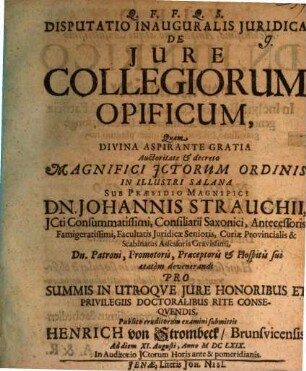 Q. F. F. Q. S.
DISPUTATIO INAUGURALIS JURIDICA
DE
JURE
COLLEGIORUM
OPIFICUM,
Quam
DIVINA ASPIRANTE GRATIA
Auctoritate & decreto
MAGNIFICI JCTORUM ORDINIS
IN ILLUSTRI SALANA
SUB PRÆSIDIO MAGNIFICI
DN. JOHANNIS STRAUCHII,
JCti Consummatissimi, Consiliarii Saxonici, Antecessoris
Famigeratissimi, Facultatis Juridicæ Senioris, Curiæ Provincialis &
Scabinatus Assessoris Gravissimi,
Dn. Patroni, Promotoris, Præceptoris & Hospitis sui
ætatem devenerandi
PRO
SUMMIS IN UTROQVE JURE HONORIBUS ET
PRIVILEGIIS DOCTORALIBUS RITE CONSE-
QVENDIS,
Publico eruditorum examini submittit
HENRICH von Strombeck/ Brunsvicensis
Ad diem XI. Augusti, Anno M DC LXIX.
In Auditorio JCtorum Horis ante & pomeridianis.
JENÆ, Literis JOH. NISI.